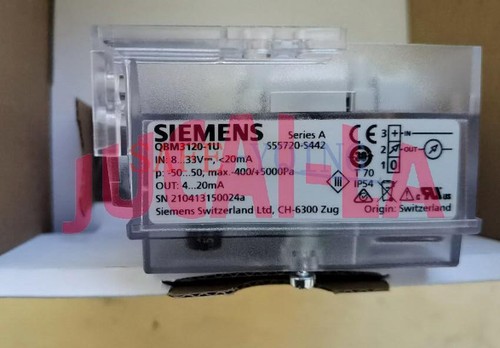 SIEMENS Series A
QBM3120-1U S55720-S442
IN: 8...33V⎓, <20mA
p: -50...50, max.-400/+5000Pa
OUT: 4...20mA
SN 210413150024a
Siemens Switzerland Ltd, CH-6300 Zug
3 + IN
2 OUT
1 0
T 70
IP54
Origin: Switzerland